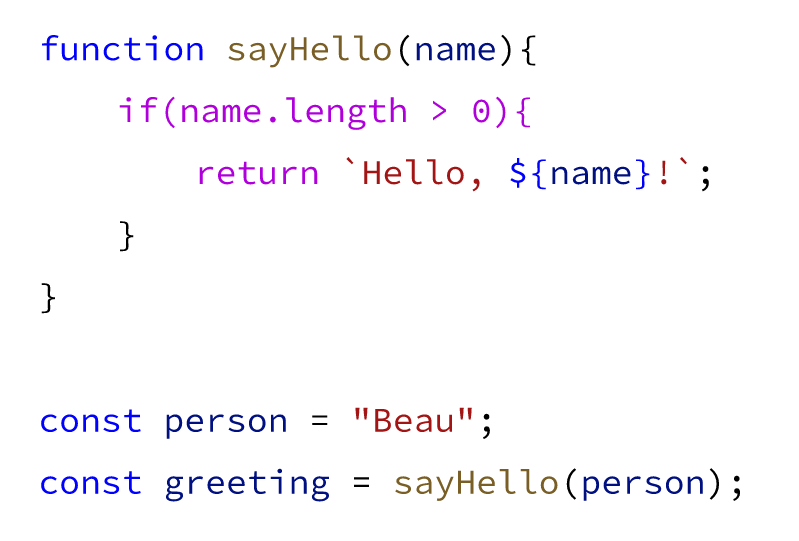 function sayHello(name){
    if(name.length > 0){
        return `Hello, ${name}!`;
    }
}

const person = "Beau";
const greeting = sayHello(person);